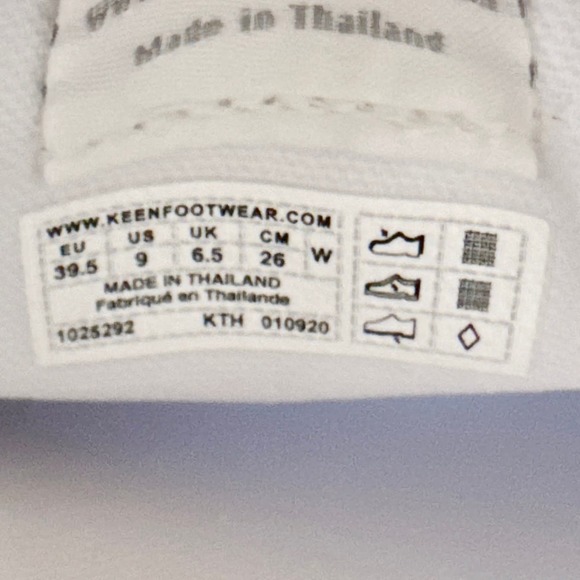 Made in Thailand
WWW.KEENFOOTWEAR.COM
EU US UK CM W
39.5 9 6.5 26
MADE IN THAILAND
Fabriqué en Thaïlande
1025292 KTH 010920